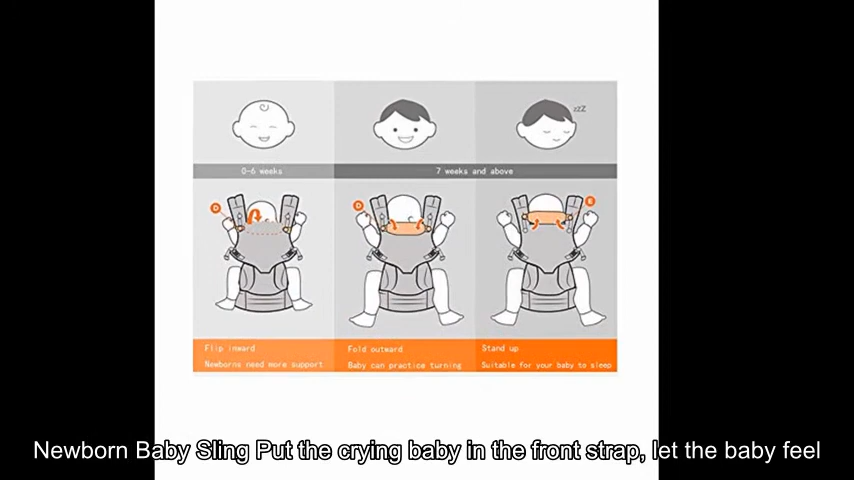 zzZ
0-6 weeks
7 weeks and above
D
D
E
Flip inward
Newborns need more support
Fold outward
Baby can practice turning
Stand up
Suitable for your baby to sleep
Newborn Baby Sling Put the crying baby in the front strap, let the baby feel